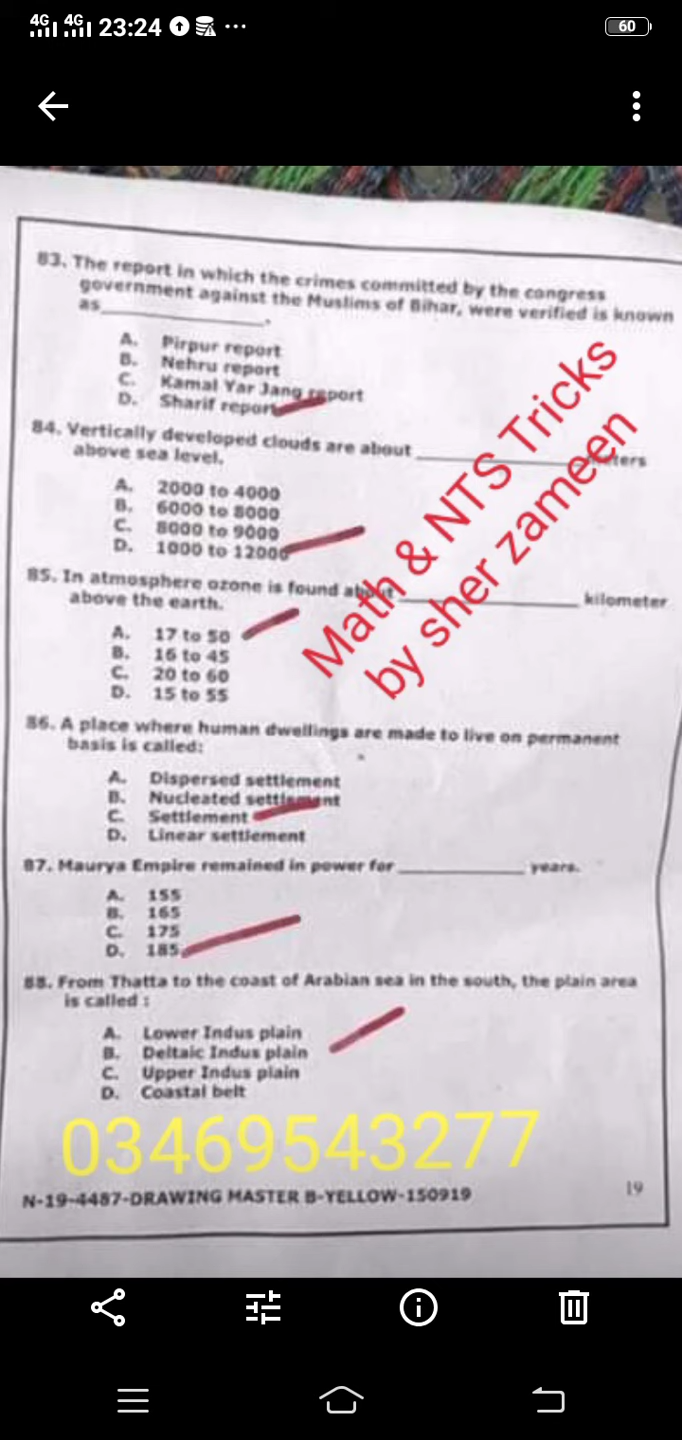 4G 4G 23:24 60
83. The report in which the crimes committed by the congress
government against the Muslims of Bihar, were verified is known
as____________.
A. Pirpur report
B. Nehru report
C. Kamal Yar Jang report
D. Sharif report
84. Vertically developed clouds are about ____________ meters
above sea level.
A. 2000 to 4000
B. 6000 to 8000
C. 8000 to 9000
D. 1000 to 12000
85. In atmosphere ozone is found about ____________ kilometer
above the earth.
A. 17 to 50
B. 16 to 45
C. 20 to 60
D. 15 to 55
86. A place where human dwellings are made to live on permanent
basis is called:
A. Dispersed settlement
B. Nucleated settlement
C. Settlement
D. Linear settlement
87. Maurya Empire remained in power for ____________ years.
A. 155
B. 165
C. 175
D. 185
88. From Thatta to the coast of Arabian sea in the south, the plain area
is called :
A. Lower Indus plain
B. Deltaic Indus plain
C. Upper Indus plain
D. Coastal belt
Math & NTS Tricks
by sher zameen
03469543277
N-19-4487-DRAWING MASTER B-YELLOW-150919
19